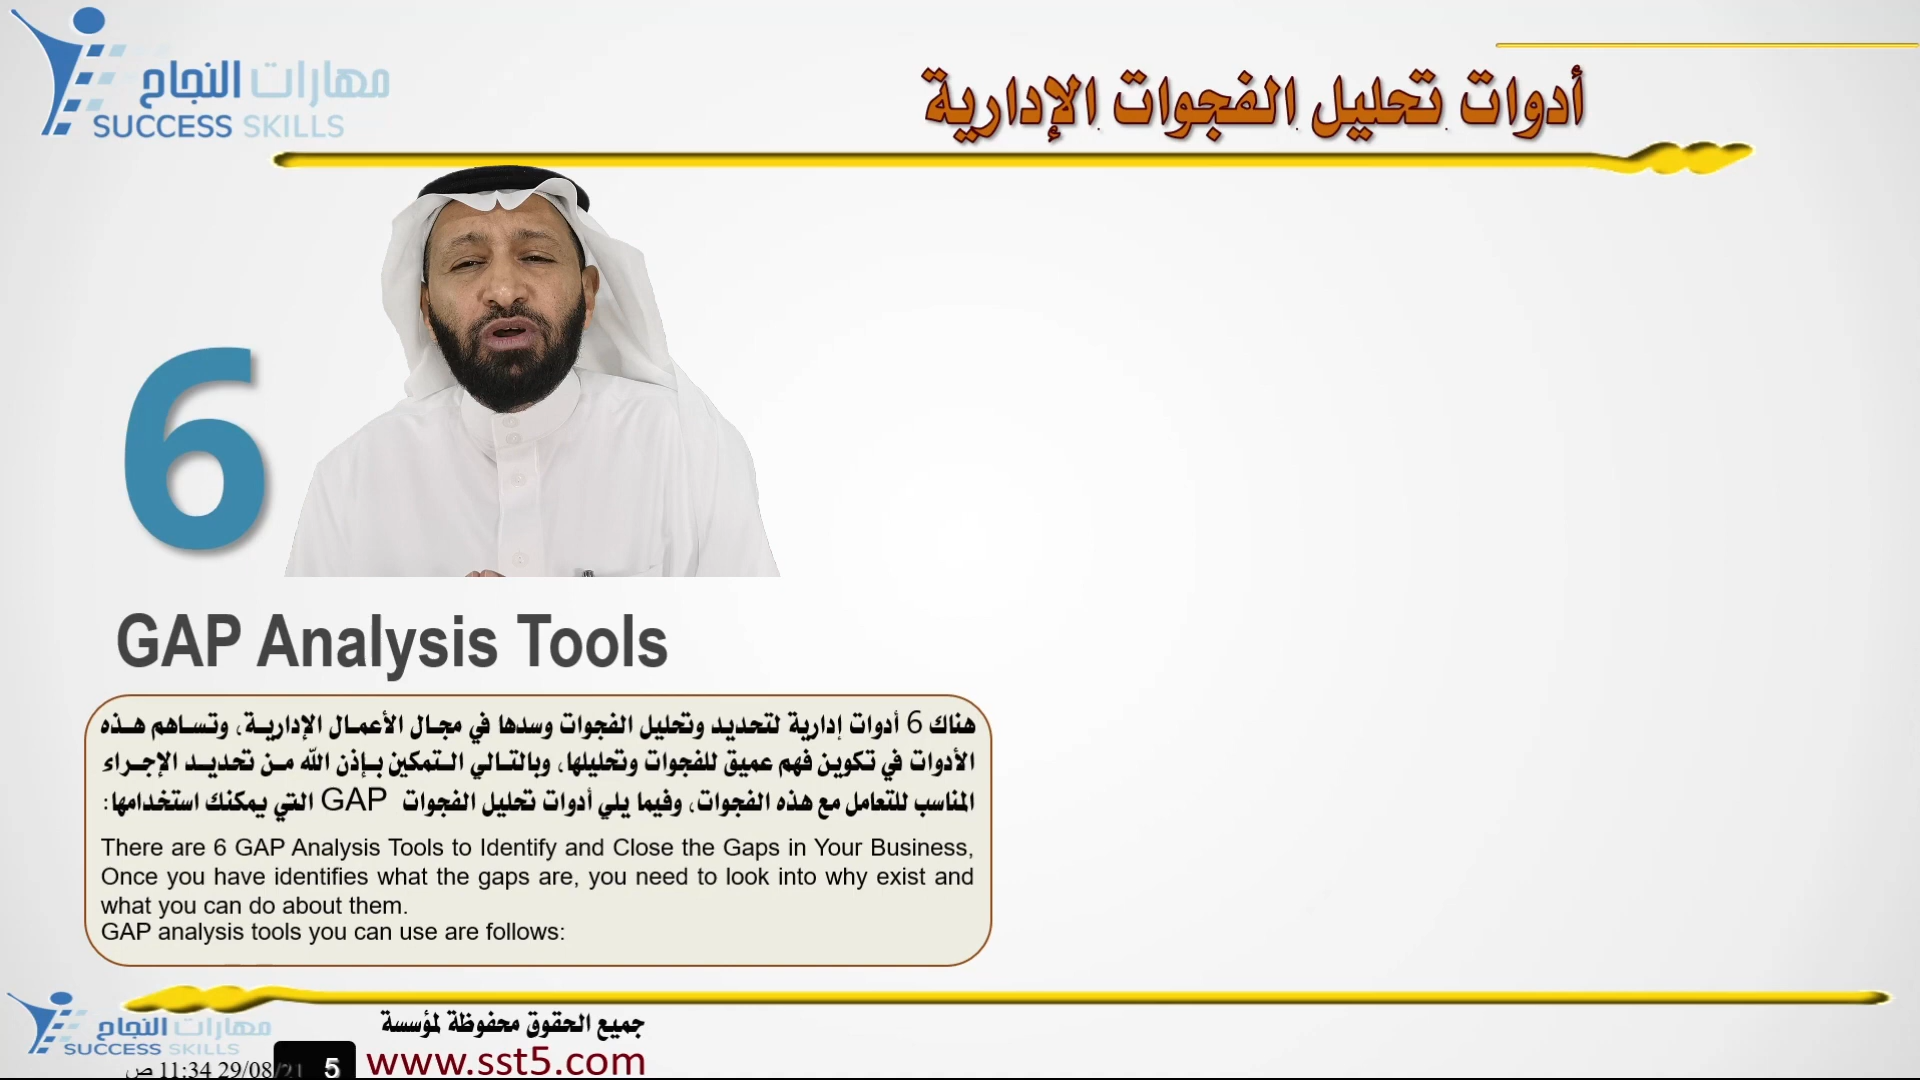 مهارات النجاح
SUCCESS SKILLS
أدوات تحليل الفجوات الإدارية
6
GAP Analysis Tools
هناك 6 أدوات إدارية لتحديد وتحليل الفجوات وسدها في مجال الأعمال الإدارية، وتساهم هذه
الأدوات في تكوين فهم عميق للفجوات وتحليلها، وبالتالي التمكين بإذن الله من تحديد الإجراء
المناسب للتعامل مع هذه الفجوات، وفيما يلي أدوات تحليل الفجوات GAP التي يمكنك استخدامها:
There are 6 GAP Analysis Tools to Identify and Close the Gaps in Your Business,
Once you have identifies what the gaps are, you need to look into why exist and
what you can do about them.
GAP analysis tools you can use are follows:
مهارات النجاح
SUCCESS SKILLS
جميع الحقوق محفوظة لمؤسسة
www.sst5.com
29/08/21 11:34 ص
5